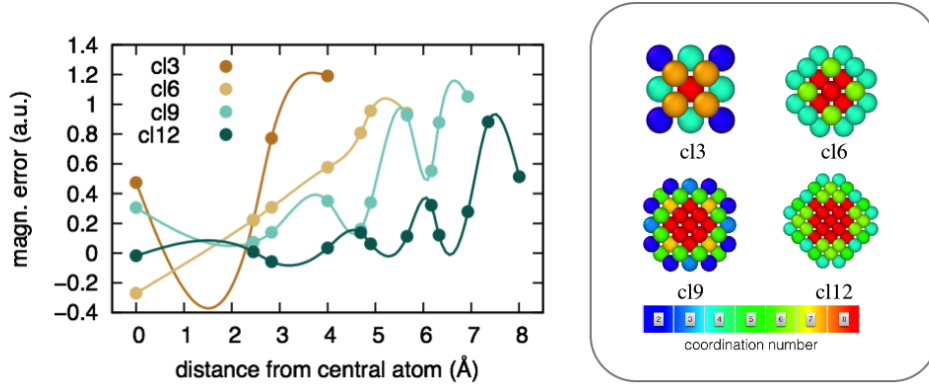 1.4
1.2
1
0.8
0.6
0.4
0.2
0
−0.2
−0.4
magn. error (a.u.)
cl3
cl6
cl9
cl12
0 1 2 3 4 5 6 7 8
distance from central atom (Å)
cl3 cl6
cl9 cl12
2 3 4 5 6 7 8
coordination number